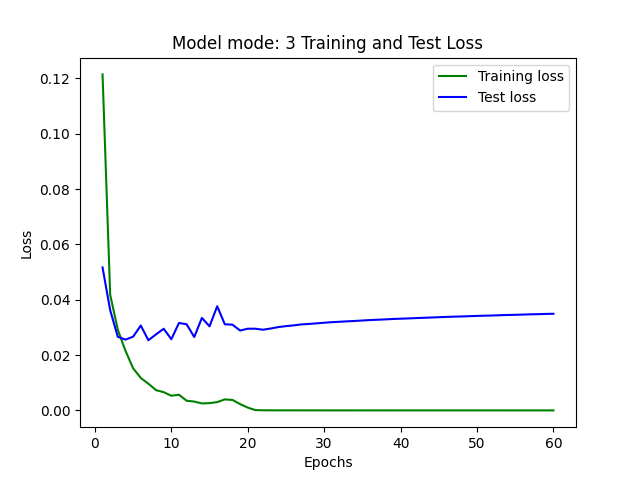 Model mode: 3 Training and Test Loss
Training loss
Test loss
0.12
0.10
0.08
0.06
0.04
0.02
0.00
Loss
0 10 20 30 40 50 60
Epochs